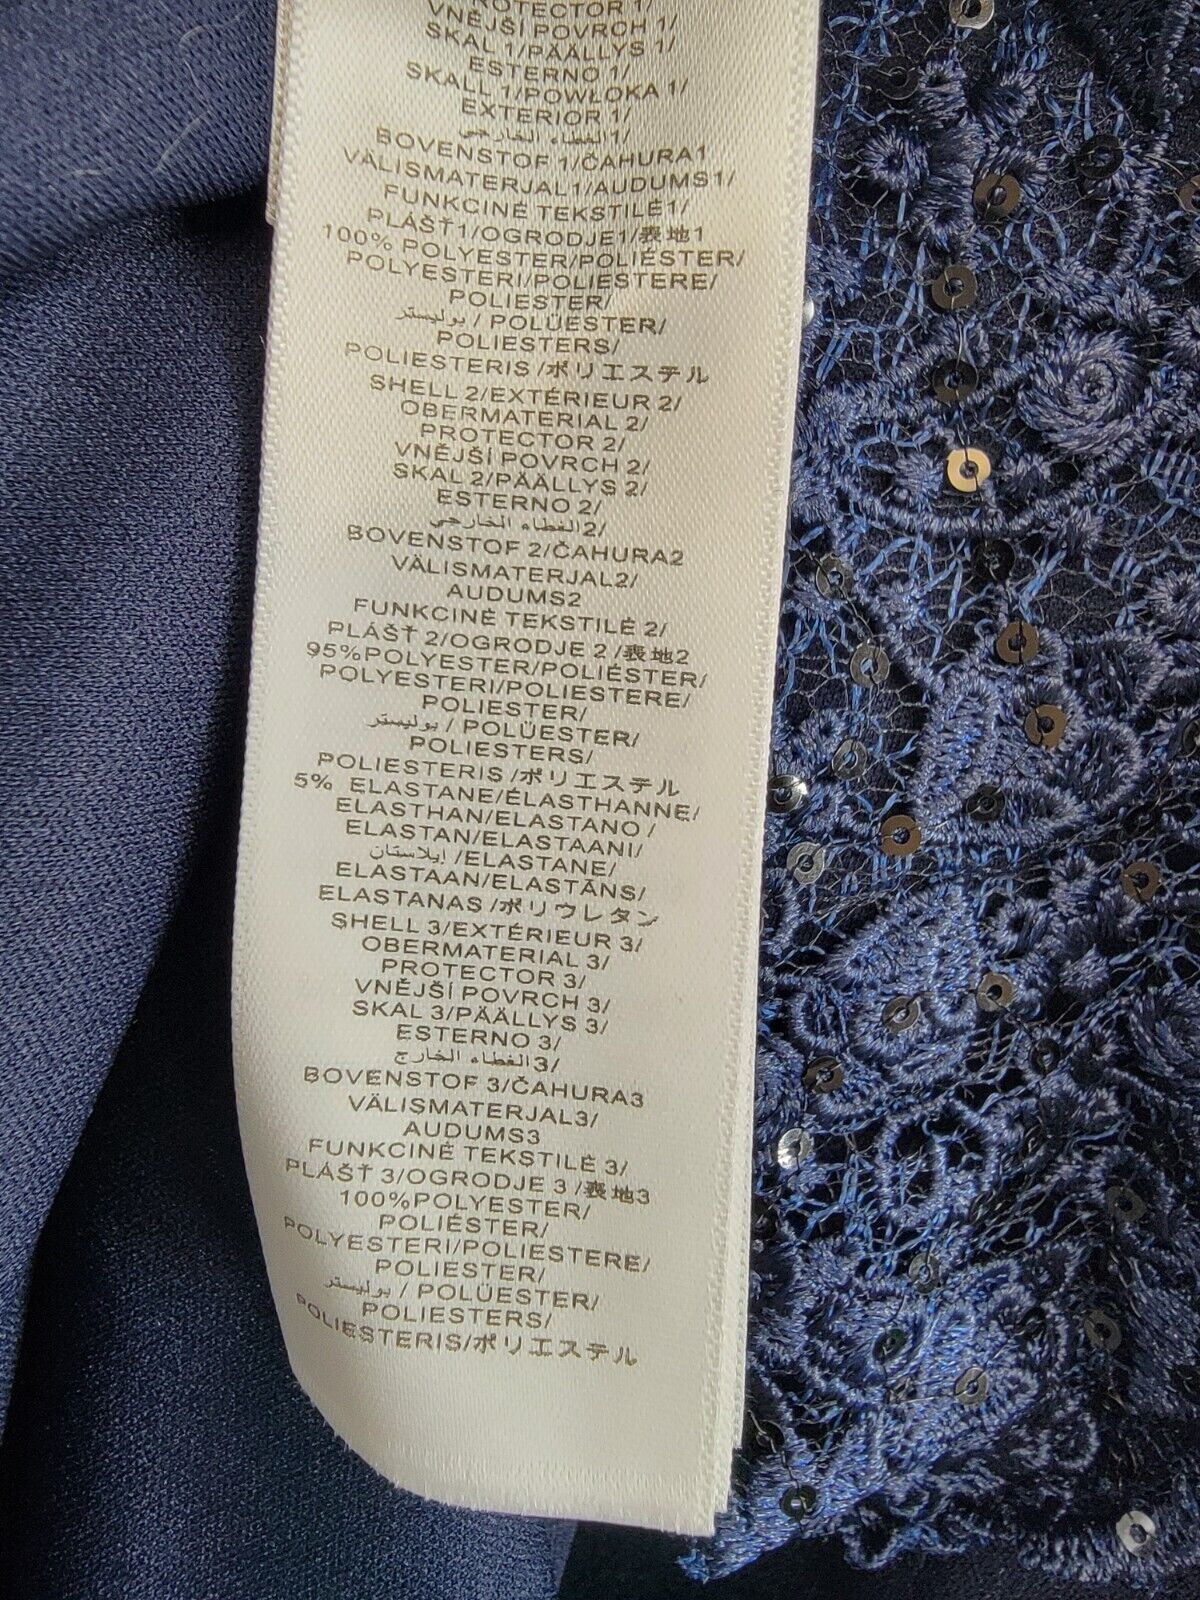 PROTECTOR 1/
VNĚJŠÍ POVRCH 1/
SKAL 1/PÄÄLLYS 1/
ESTERNO 1/
SKALL 1/POWŁOKA 1/
EXTERIOR 1/
الغطاء الخارجي1/
BOVENSTOF 1/ČAHURA1
VÄLISMATERJAL1/AUDUMS1/
FUNKCINĖ TEKSTILĖ1/
PLÁŠŤ1/OGRODJE1/表地1
100% POLYESTER/POLIÉSTER/
POLYESTERI/POLIESTERE/
POLIESTER/
بوليستر / POLÜESTER/
POLIESTERS/
POLIESTERIS /ポリエステル
SHELL 2/EXTÉRIEUR 2/
OBERMATERIAL 2/
PROTECTOR 2/
VNĚJŠÍ POVRCH 2/
SKAL 2/PÄÄLLYS 2/
ESTERNO 2/
الغطاء الخارجي2/
BOVENSTOF 2/ČAHURA2
VÄLISMATERJAL2/
AUDUMS2
FUNKCINĖ TEKSTILĖ 2/
PLÁŠŤ 2/OGRODJE 2 /表地2
95%POLYESTER/POLIÉSTER/
POLYESTERI/POLIESTERE/
POLIESTER/
بوليستر / POLÜESTER/
POLIESTERS/
POLIESTERIS /ポリエステル
5% ELASTANE/ÉLASTHANNE/
ELASTHAN/ELASTANO /
ELASTAN/ELASTAANI/
إيلاستان /ELASTANE/
ELASTAAN/ELASTĀNS/
ELASTANAS /ポリウレタン
SHELL 3/EXTÉRIEUR 3/
OBERMATERIAL 3/
PROTECTOR 3/
VNĚJŠÍ POVRCH 3/
SKAL 3/PÄÄLLYS 3/
ESTERNO 3/
الغطاء الخارج3/
BOVENSTOF 3/ČAHURA3
VÄLISMATERJAL3/
AUDUMS3
FUNKCINĖ TEKSTILĖ 3/
PLÁŠŤ 3/OGRODJE 3 /表地3
100%POLYESTER/
POLIÉSTER/
POLYESTERI/POLIESTERE/
POLIESTER/
بوليستر / POLÜESTER/
POLIESTERS/
POLIESTERIS/ポリエステル